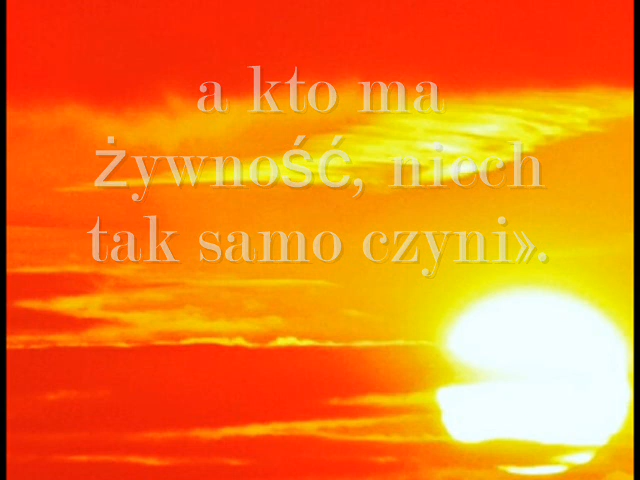 a kto ma
żywność, niech
tak samo czyni».